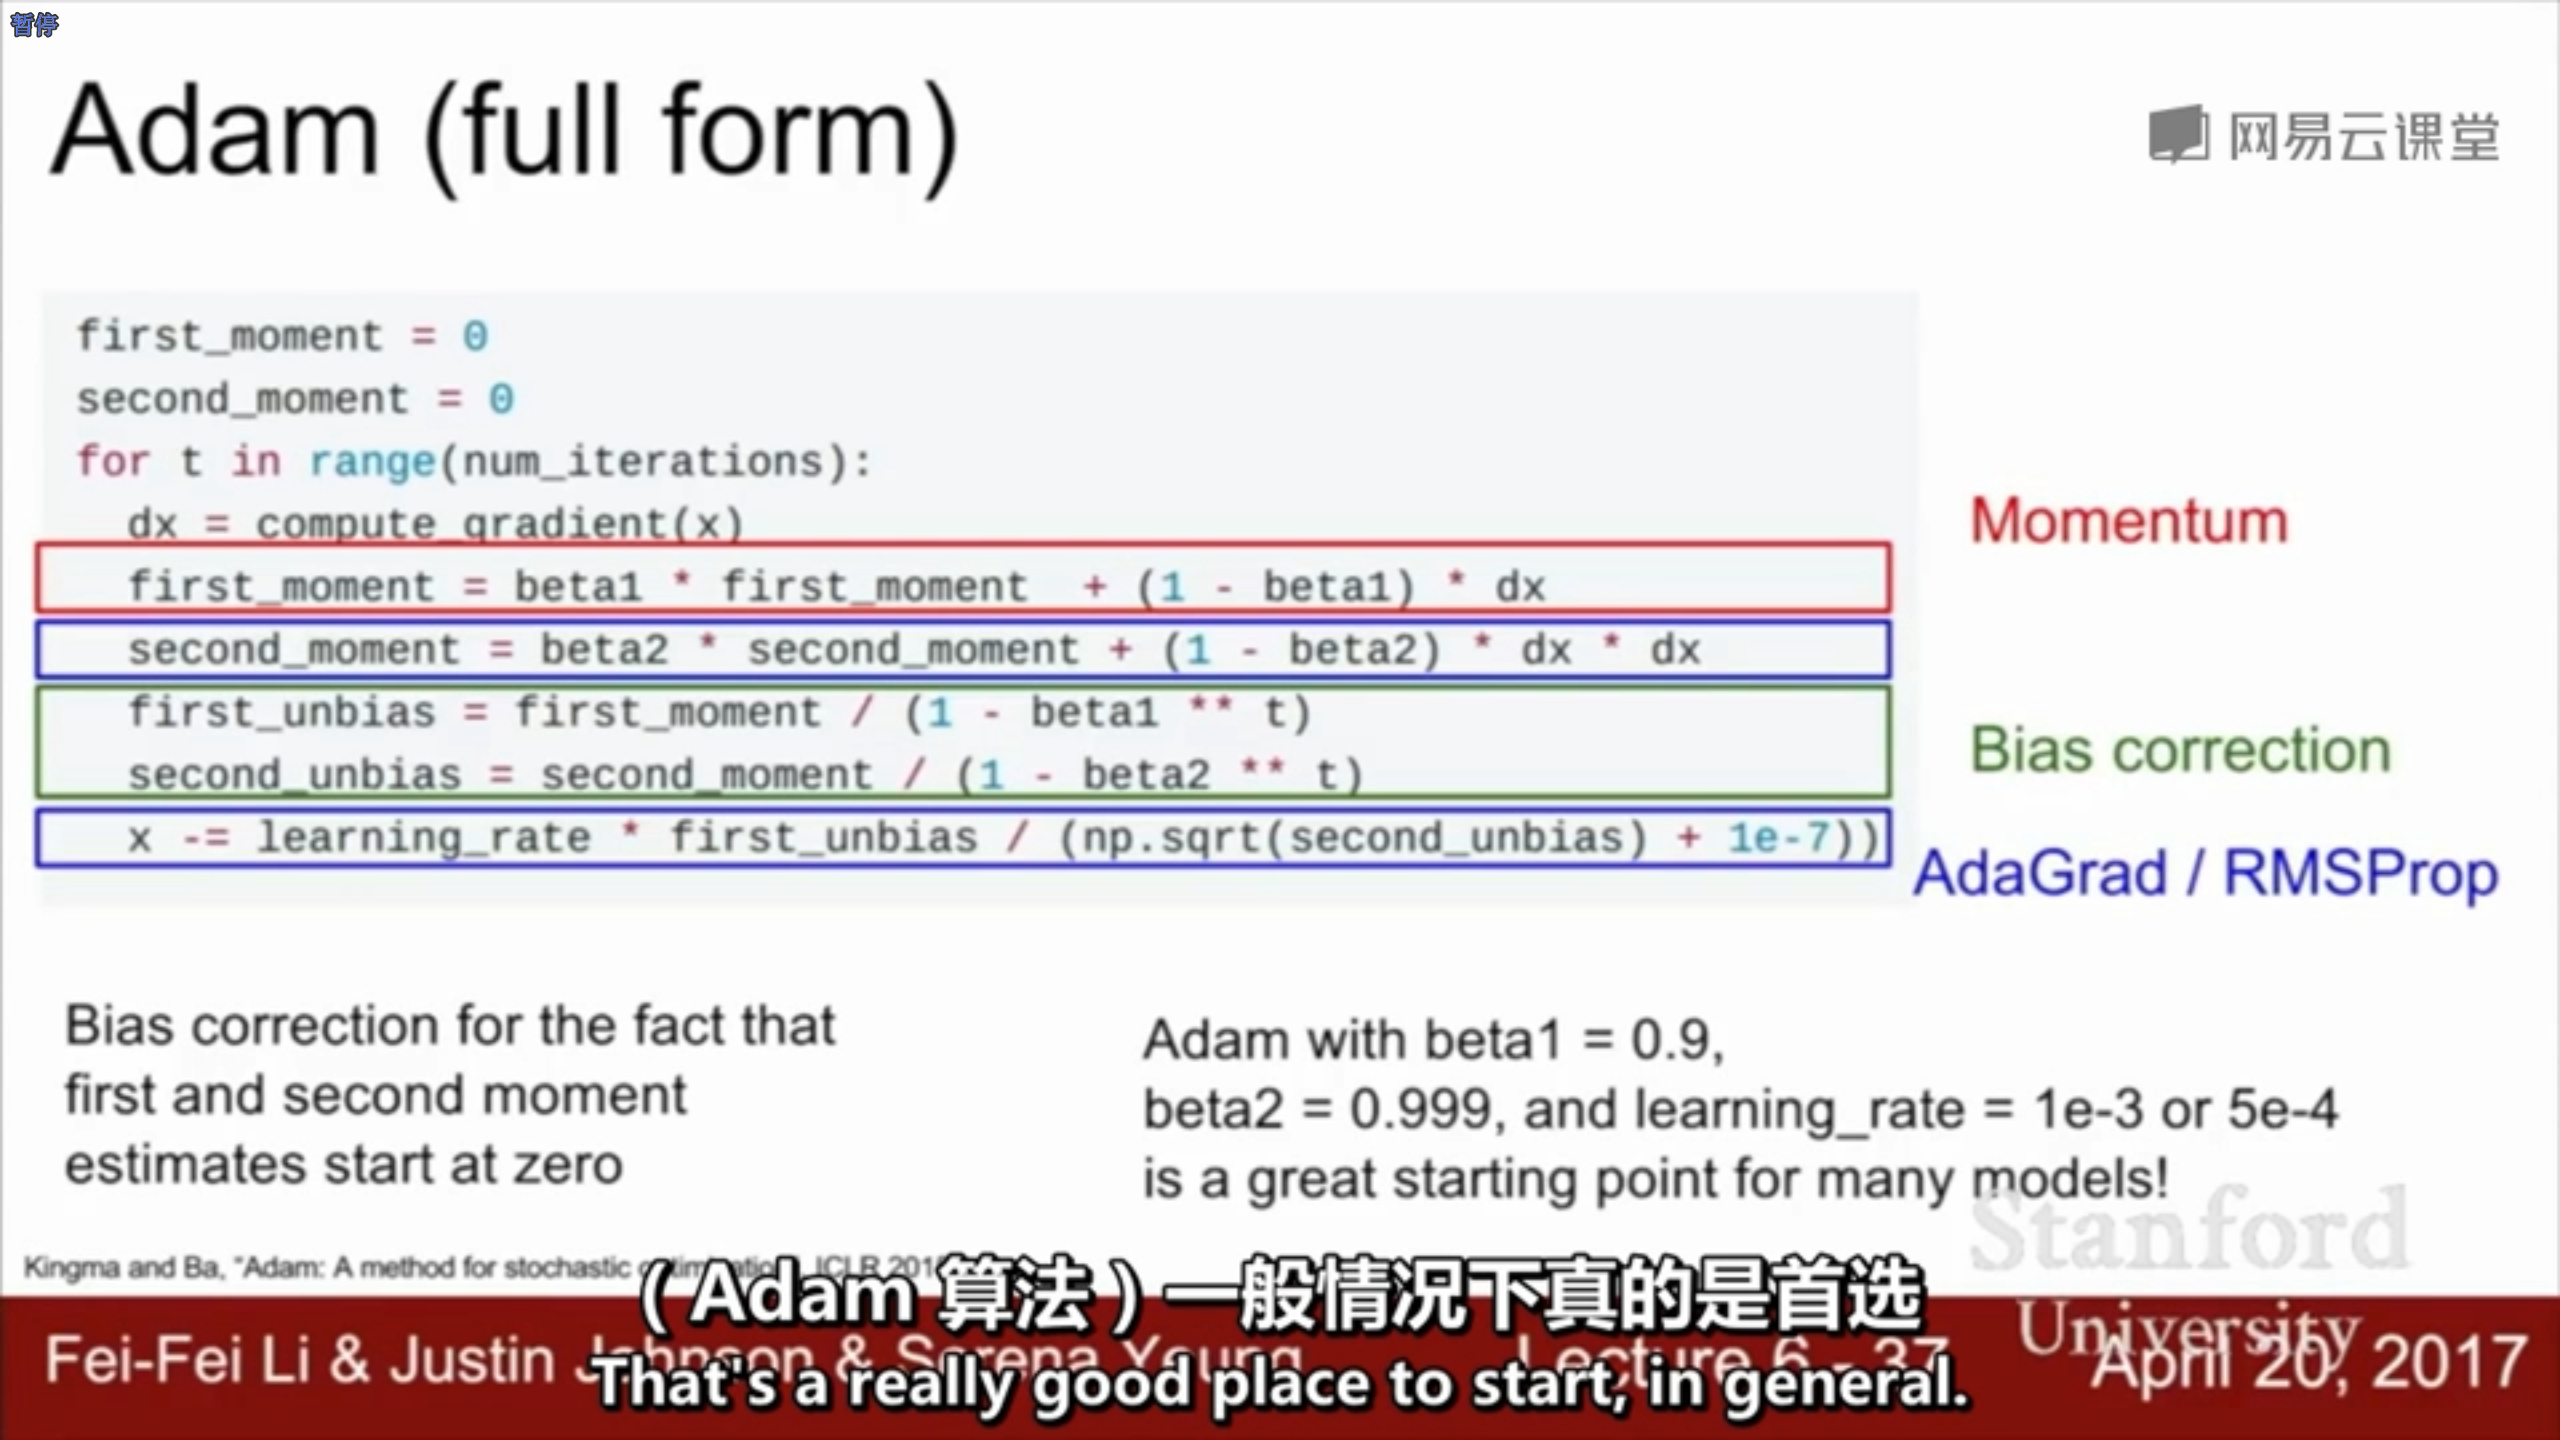 暂停
Adam (full form)
网易云课堂
first_moment = 0
second_moment = 0
for t in range(num_iterations):
dx = compute_gradient(x)
Momentum
first_moment = beta1 * first_moment + (1 - beta1) * dx
second_moment = beta2 * second_moment + (1 - beta2) * dx * dx
first_unbias = first_moment / (1 - beta1 ** t)
second_unbias = second_moment / (1 - beta2 ** t)
Bias correction
x -= learning_rate * first_unbias / (np.sqrt(second_unbias) + 1e-7))
AdaGrad / RMSProp
Bias correction for the fact that
first and second moment
estimates start at zero
Adam with beta1 = 0.9,
beta2 = 0.999, and learning_rate = 1e-3 or 5e-4
is a great starting point for many models!
Stanford
University
Kingma and Ba, "Adam: A method for stochastic optimization", ICLR
（Adam 算法）一般情况下真的是首选
Fei-Fei Li & Justin Johnson & Serena Yeung
Lecture 6 - 37
April 20, 2017
That's a really good place to start, in general.